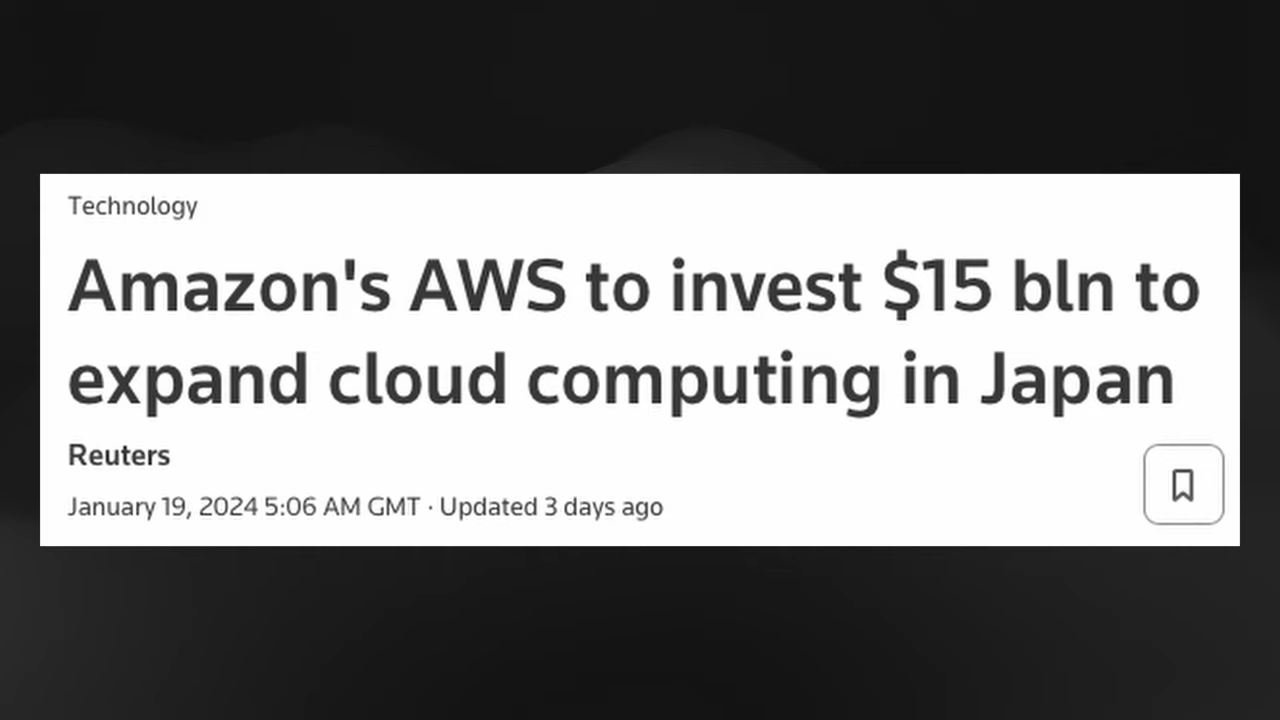 Technology
Amazon's AWS to invest $15 bln to
expand cloud computing in Japan
Reuters
January 19, 2024 5:06 AM GMT · Updated 3 days ago